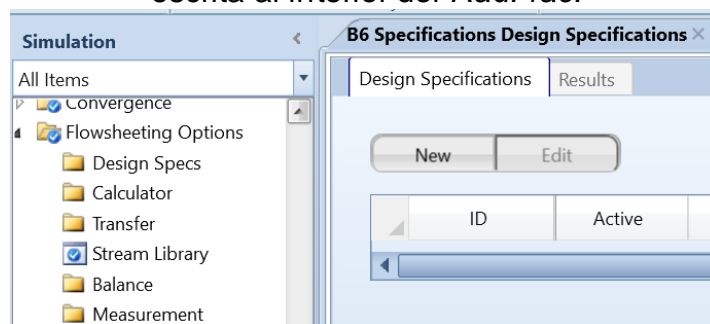 Simulation
All Items
Convergence
Flowsheeting Options
Design Specs
Calculator
Transfer
Stream Library
Balance
Measurement
B6 Specifications Design Specifications
Design Specifications Results
New Edit
ID Active